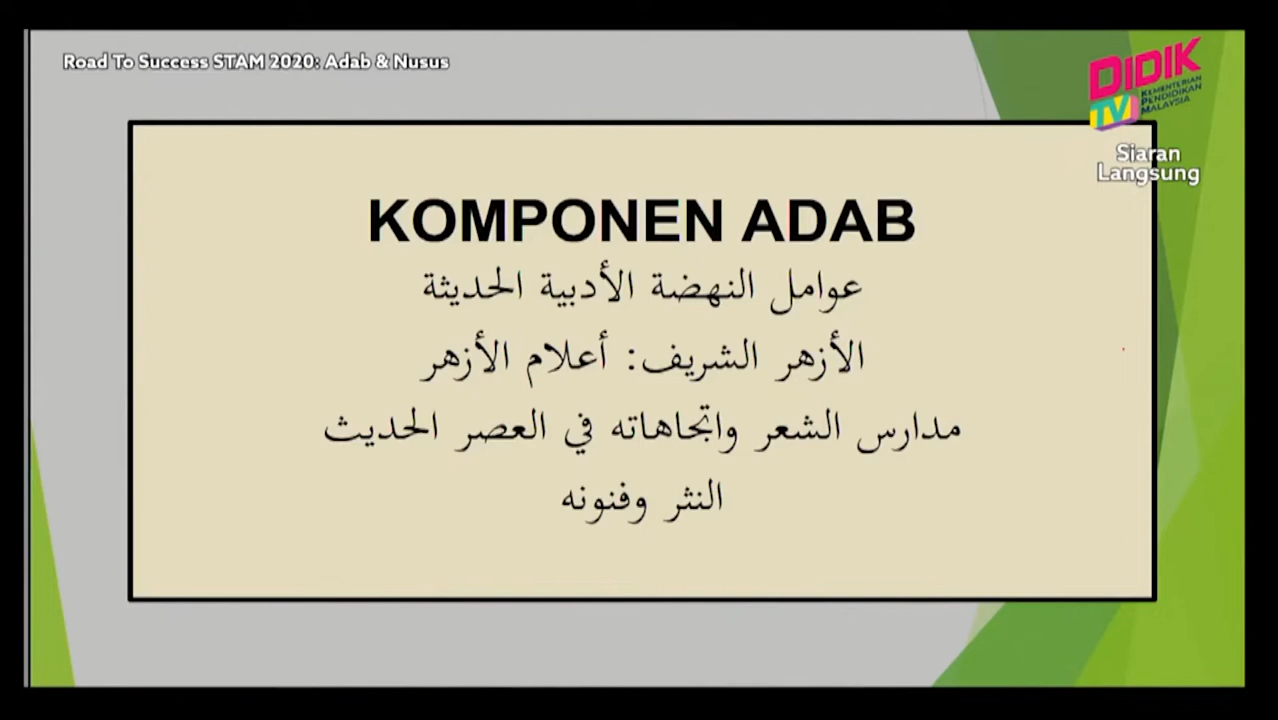 Road To Success STAM 2020: Adab & Nusus
DIDIK
TV
KEMENTERIAN
PENDIDIKAN
MALAYSIA
Siaran
Langsung
KOMPONEN ADAB
عوامل النهضة الأدبية الحديثة
الأزهر الشريف: أعلام الأزهر
مدارس الشعر واتجاهاته في العصر الحديث
النثر وفنونه